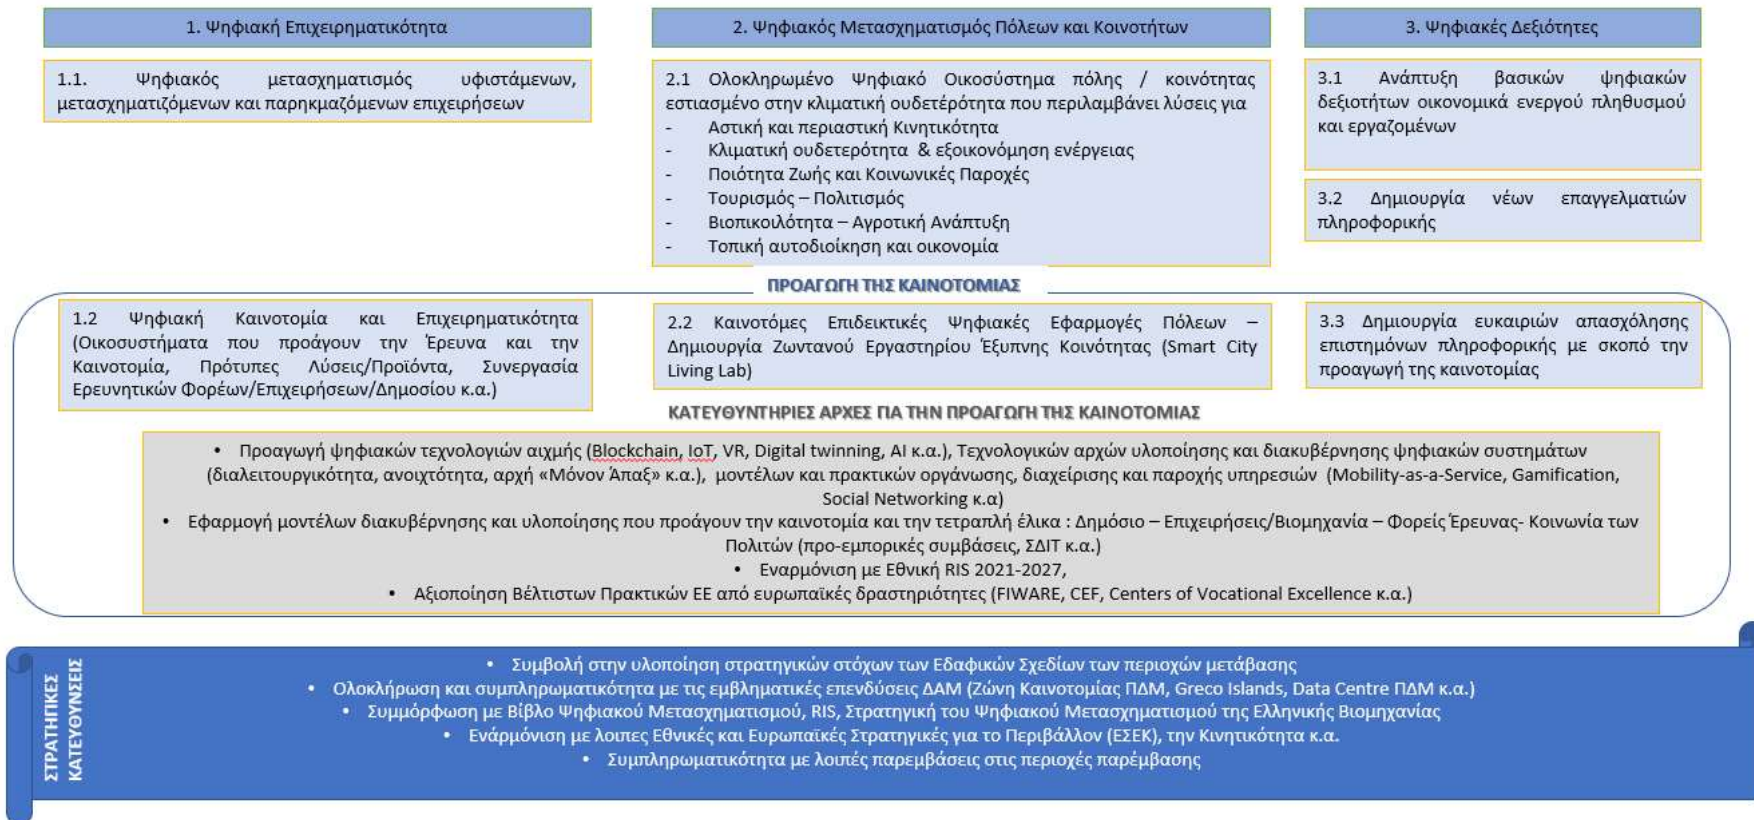 1. Ψηφιακή Επιχειρηματικότητα
1.1. Ψηφιακός μετασχηματισμός υφιστάμενων,
μετασχηματιζόμενων και παρηκμαζόμενων επιχειρήσεων
2. Ψηφιακός Μετασχηματισμός Πόλεων και Κοινοτήτων
2.1 Ολοκληρωμένο Ψηφιακό Οικοσύστημα πόλης / κοινότητας
εστιασμένο στην κλιματική ουδετέρότητα που περιλαμβάνει λύσεις για
- Αστική και περιαστική Κινητικότητα
- Κλιματική ουδετερότητα & εξοικονόμηση ενέργειας
- Ποιότητα Ζωής και Κοινωνικές Παροχές
- Τουρισμός – Πολιτισμός
- Βιοποικιλότητα – Αγροτική Ανάπτυξη
- Τοπική αυτοδιοίκηση και οικονομία
3. Ψηφιακές Δεξιότητες
3.1 Ανάπτυξη βασικών ψηφιακών
δεξιοτήτων οικονομικά ενεργού πληθυσμού
και εργαζομένων
3.2 Δημιουργία νέων επαγγελματιών
πληροφορικής
ΠΡΟΑΓΩΓΗ ΤΗΣ ΚΑΙΝΟΤΟΜΙΑΣ
1.2 Ψηφιακή Καινοτομία και Επιχειρηματικότητα
(Οικοσυστήματα που προάγουν την Έρευνα και την
Καινοτομία, Πρότυπες Λύσεις/Προϊόντα, Συνεργασία
Ερευνητικών Φορέων/Επιχειρήσεων/Δημοσίου κ.α.)
2.2 Καινοτόμες Επιδεικτικές Ψηφιακές Εφαρμογές Πόλεων –
Δημιουργία Ζωντανού Εργαστηρίου Έξυπνης Κοινότητας (Smart City
Living Lab)
3.3 Δημιουργία ευκαιριών απασχόλησης
επιστημόνων πληροφορικής με σκοπό την
προαγωγή της καινοτομίας
ΚΑΤΕΥΘΥΝΤΗΡΙΕΣ ΑΡΧΕΣ ΓΙΑ ΤΗΝ ΠΡΟΑΓΩΓΗ ΤΗΣ ΚΑΙΝΟΤΟΜΙΑΣ
• Προαγωγή ψηφιακών τεχνολογιών αιχμής (Blockchain, IoT, VR, Digital twinning, AI κ.α.), Τεχνολογικών αρχών υλοποίησης και διακυβέρνησης ψηφιακών συστημάτων
(διαλειτουργικότητα, ανοιχτότητα, αρχή «Μόνον Άπαξ» κ.α.), μοντέλων και πρακτικών οργάνωσης, διαχείρισης και παροχής υπηρεσιών (Mobility-as-a-Service, Gamification,
Social Networking κ.α)
• Εφαρμογή μοντέλων διακυβέρνησης και υλοποίησης που προάγουν την καινοτομία και την τετραπλή έλικα : Δημόσιο – Επιχειρήσεις/Βιομηχανία – Φορείς Έρευνας- Κοινωνία των
Πολιτών (προ-εμπορικές συμβάσεις, ΣΔΙΤ κ.α.)
• Εναρμόνιση με Εθνική RIS 2021-2027,
• Αξιοποίηση Βέλτιστων Πρακτικών ΕΕ από ευρωπαϊκές δραστηριότητες (FIWARE, CEF, Centers of Vocational Excellence κ.α.)
ΣΤΡΑΤΗΓΙΚΕΣ
ΚΑΤΕΥΘΥΝΣΕΙΣ
• Συμβολή στην υλοποίηση στρατηγικών στόχων των Εδαφικών Σχεδίων των περιοχών μετάβασης
• Ολοκλήρωση και συμπληρωματικότητα με τις εμβληματικές επενδύσεις ΔΑΜ (Ζώνη Καινοτομίας ΠΔΜ, Greco Islands, Data Centre ΠΔΜ κ.α.)
• Συμμόρφωση με Βίβλο Ψηφιακού Μετασχηματισμού, RIS, Στρατηγική του Ψηφιακού Μετασχηματισμού της Ελληνικής Βιομηχανίας
• Ενάρμόνιση με λοιπες Εθνικές και Ευρωπαϊκές Στρατηγικές για το Περιβάλλον (ΕΣΕΚ), την Κινητικότητα κ.α.
• Συμπληρωματικότητα με λοιπές παρεμβάσεις στις περιοχές παρέμβασης